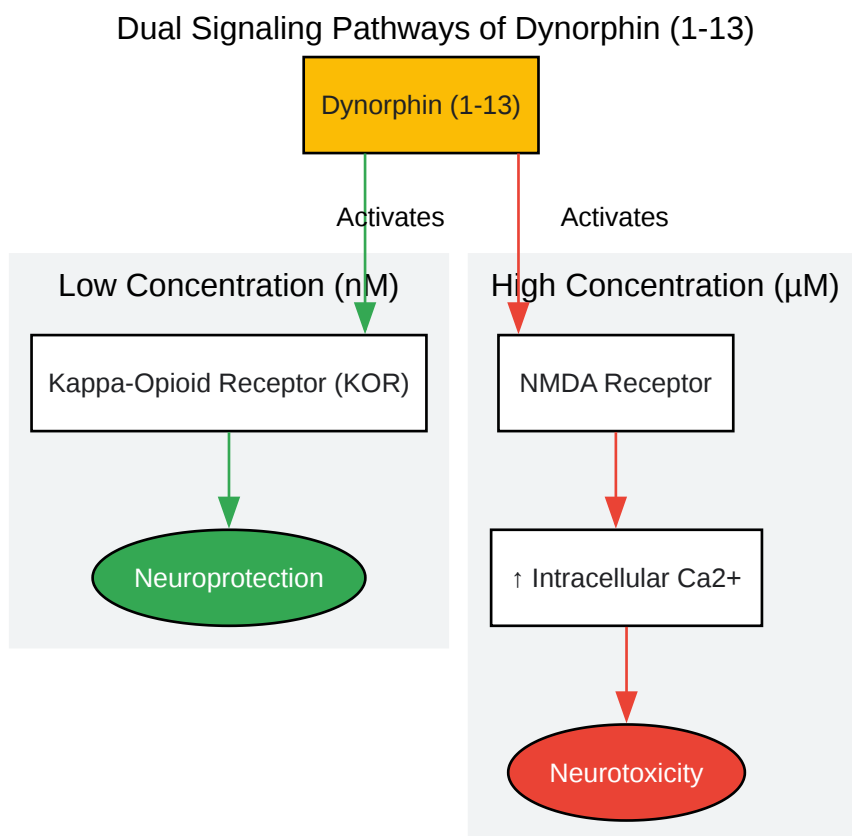 Dual Signaling Pathways of Dynorphin (1-13)
Dynorphin (1-13)
Activates
Activates
Low Concentration (nM)
High Concentration (µM)
Kappa-Opioid Receptor (KOR)
NMDA Receptor
Neuroprotection
↑ Intracellular Ca2+
Neurotoxicity